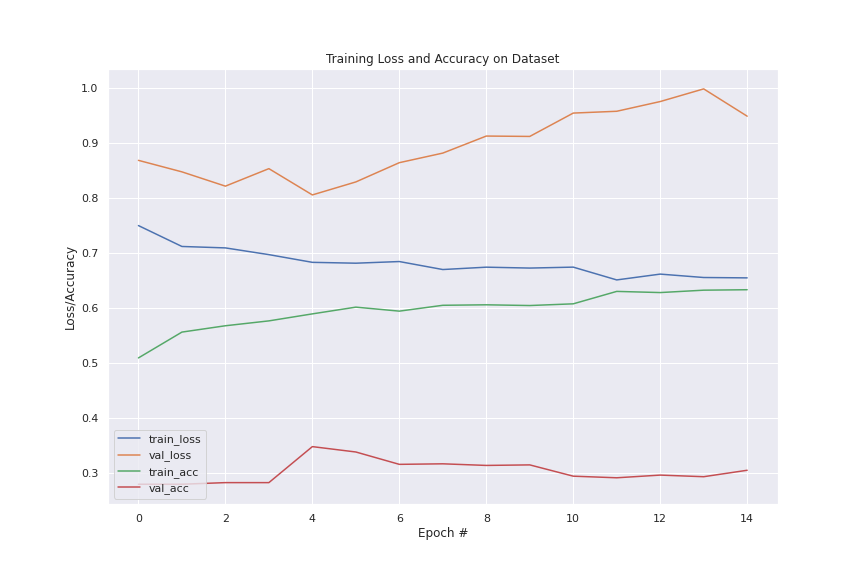 Training Loss and Accuracy on Dataset
1.0
0.9
0.8
0.7
0.6
0.5
0.4
0.3
Loss/Accuracy
train_loss
val_loss
train_acc
val_acc
0 2 4 6 8 10 12 14
Epoch #